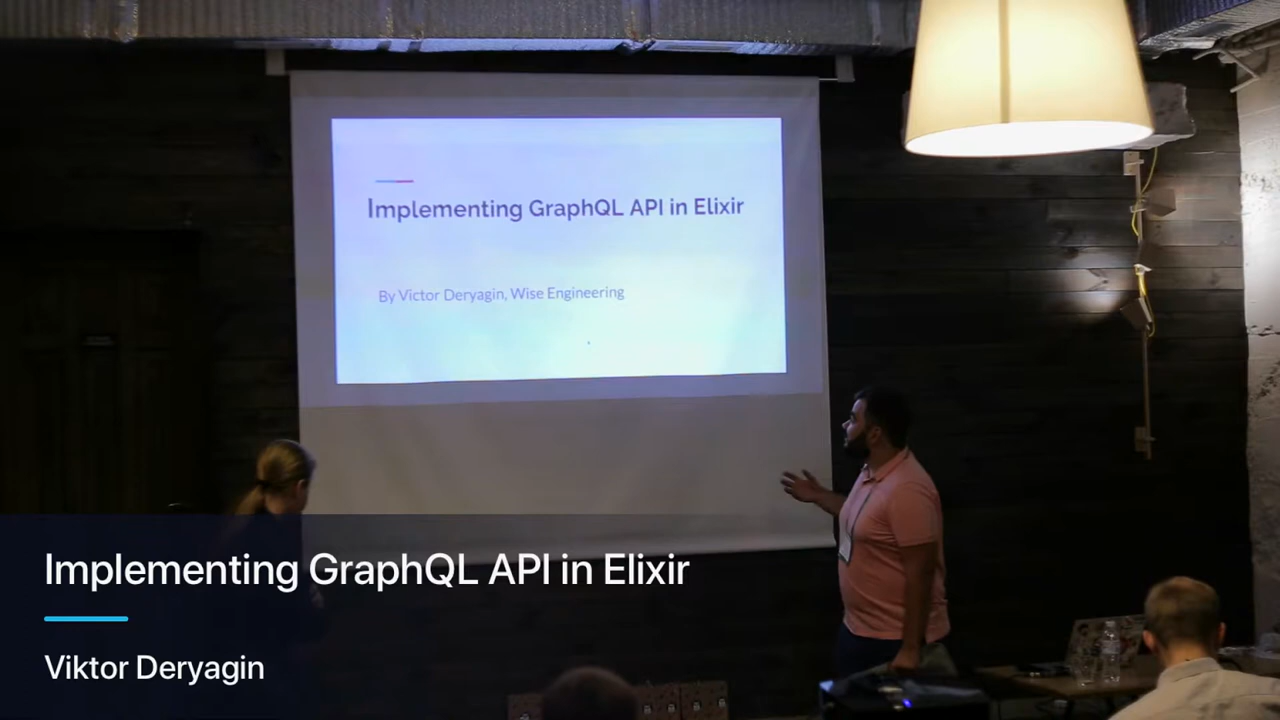 Implementing GraphQL API in Elixir
By Victor Deryagin, Wise Engineering
Implementing GraphQL API in Elixir
Viktor Deryagin